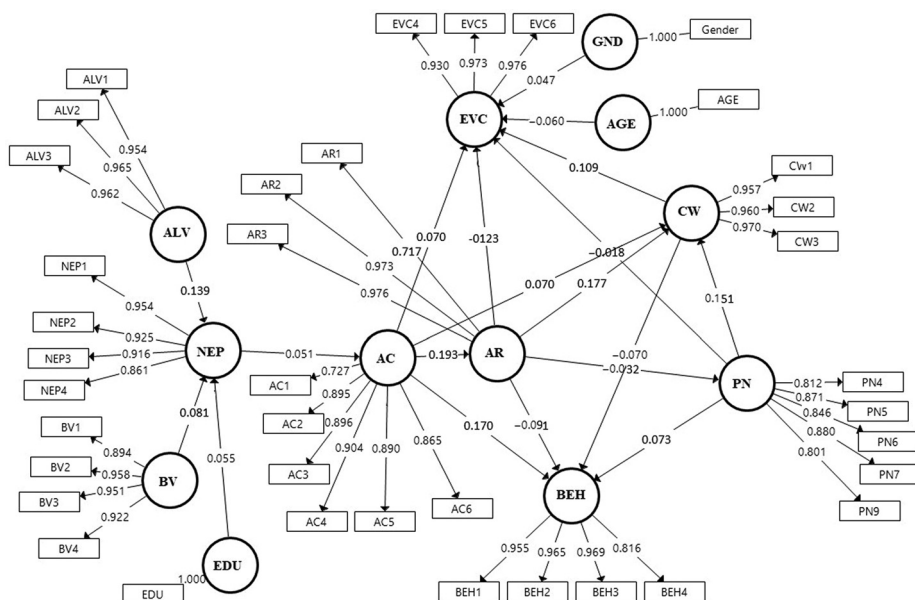 EVC4 EVC5 EVC6 GND 1.000 Gender
0.930 0.973 0.976 0.047
ALV1
ALV2
ALV3
0.954
0.965
0.962
EVC
-0.060 AGE 1.000 AGE
AR1
AR2
AR3
0.109
CW 0.957 CW1
0.960 CW2
0.970 CW3
ALV
0.139
0.070 0.717 -0123 -0.018
0.973
0.976
0.070 0.177
0.151
NEP1
NEP2
NEP3
NEP4
0.954
0.925
0.916
0.861
NEP 0.051 AC 0.193 AR
-0.070
-0.032
PN
0.812 PN4
0.871 PN5
0.846 PN6
0.880 PN7
0.801 PN9
AC1 0.727
AC2 0.895
AC3 0.896
AC4 0.904
AC5 0.890
AC6 0.865
0.170 -0.091 0.073
BV1
BV2
BV3
BV4
0.894
0.958
0.951
0.922
BV
0.081 0.055
BEH
EDU 1.000 EDU
0.955 0.965 0.969 0.816
BEH1 BEH2 BEH3 BEH4